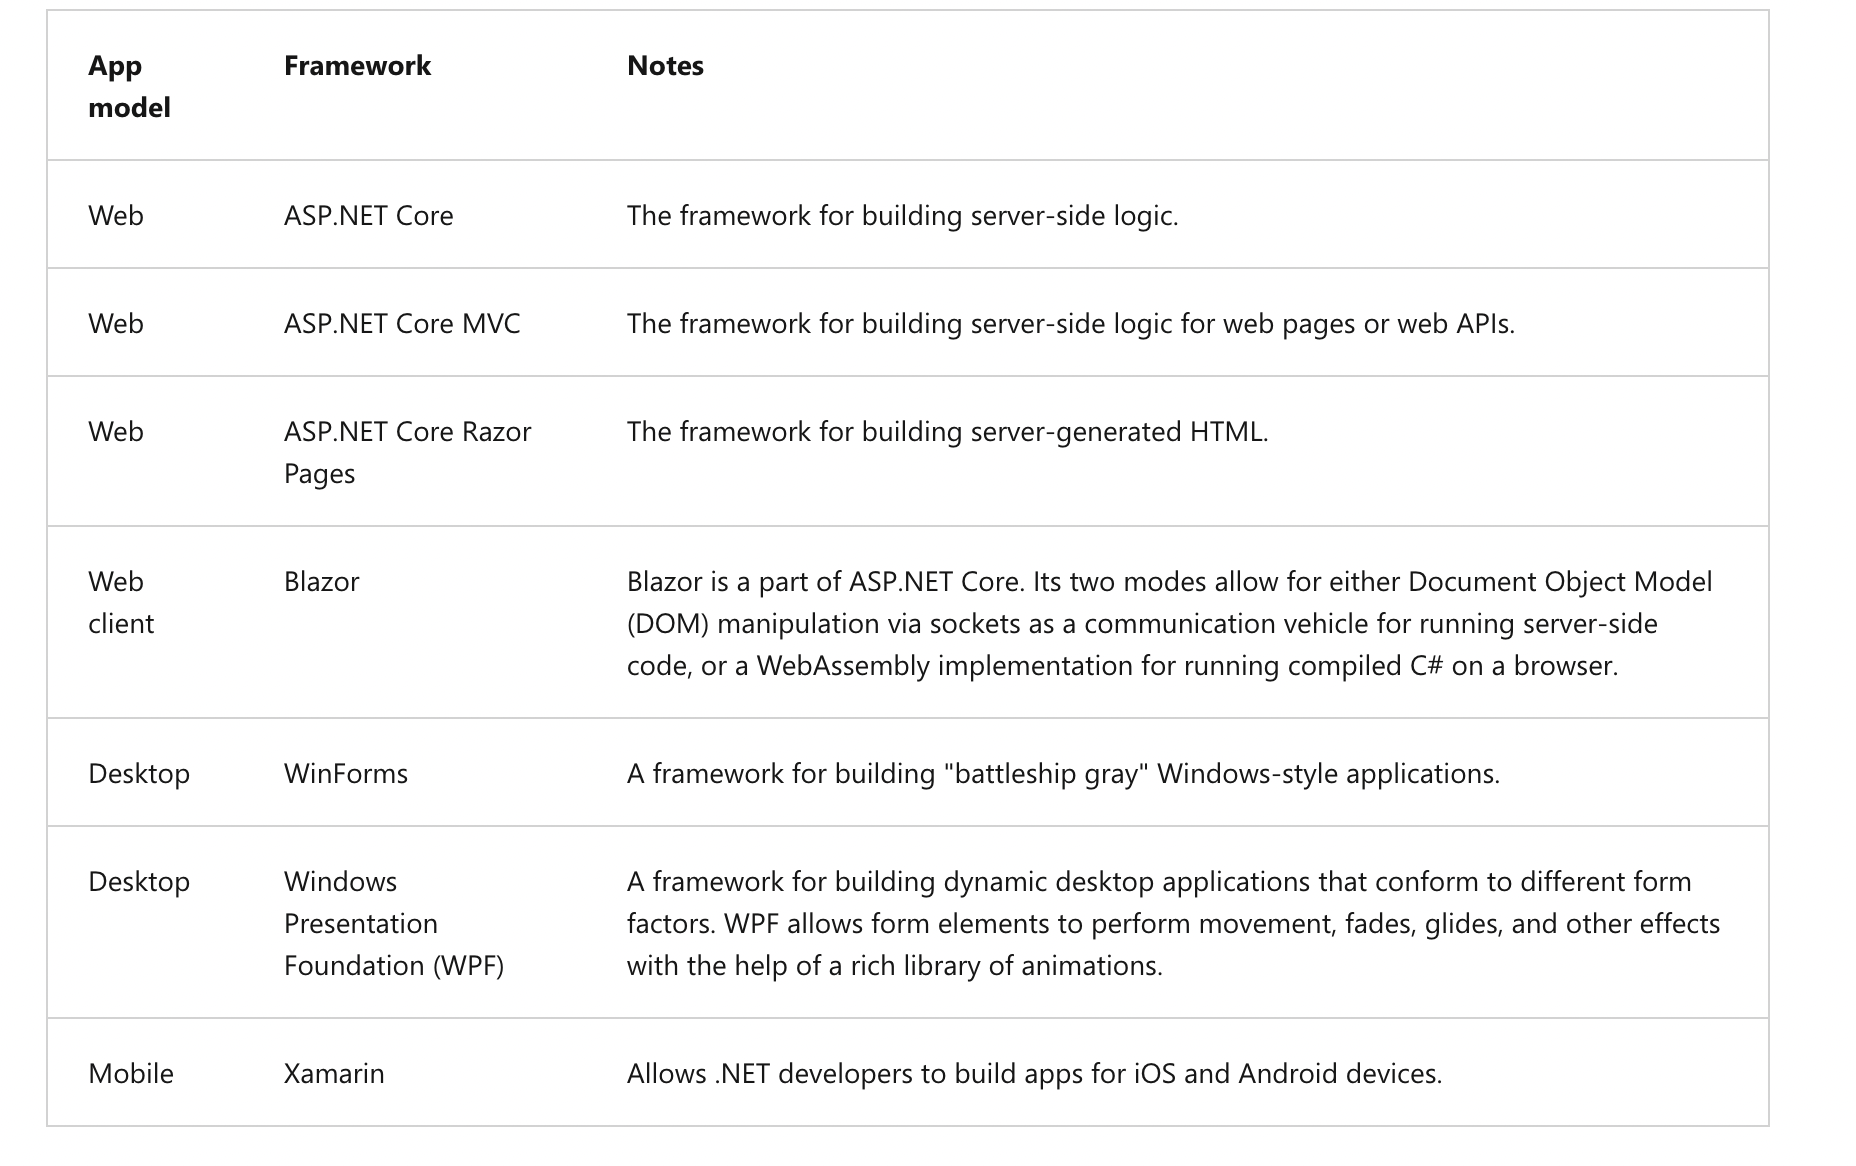 App
model
Framework
Notes
Web
ASP.NET Core
The framework for building server-side logic.
Web
ASP.NET Core MVC
The framework for building server-side logic for web pages or web APIs.
Web
ASP.NET Core Razor
Pages
The framework for building server-generated HTML.
Web
client
Blazor
Blazor is a part of ASP.NET Core. Its two modes allow for either Document Object Model
(DOM) manipulation via sockets as a communication vehicle for running server-side
code, or a WebAssembly implementation for running compiled C# on a browser.
Desktop
WinForms
A framework for building "battleship gray" Windows-style applications.
Desktop
Windows
Presentation
Foundation (WPF)
A framework for building dynamic desktop applications that conform to different form
factors. WPF allows form elements to perform movement, fades, glides, and other effects
with the help of a rich library of animations.
Mobile
Xamarin
Allows .NET developers to build apps for iOS and Android devices.